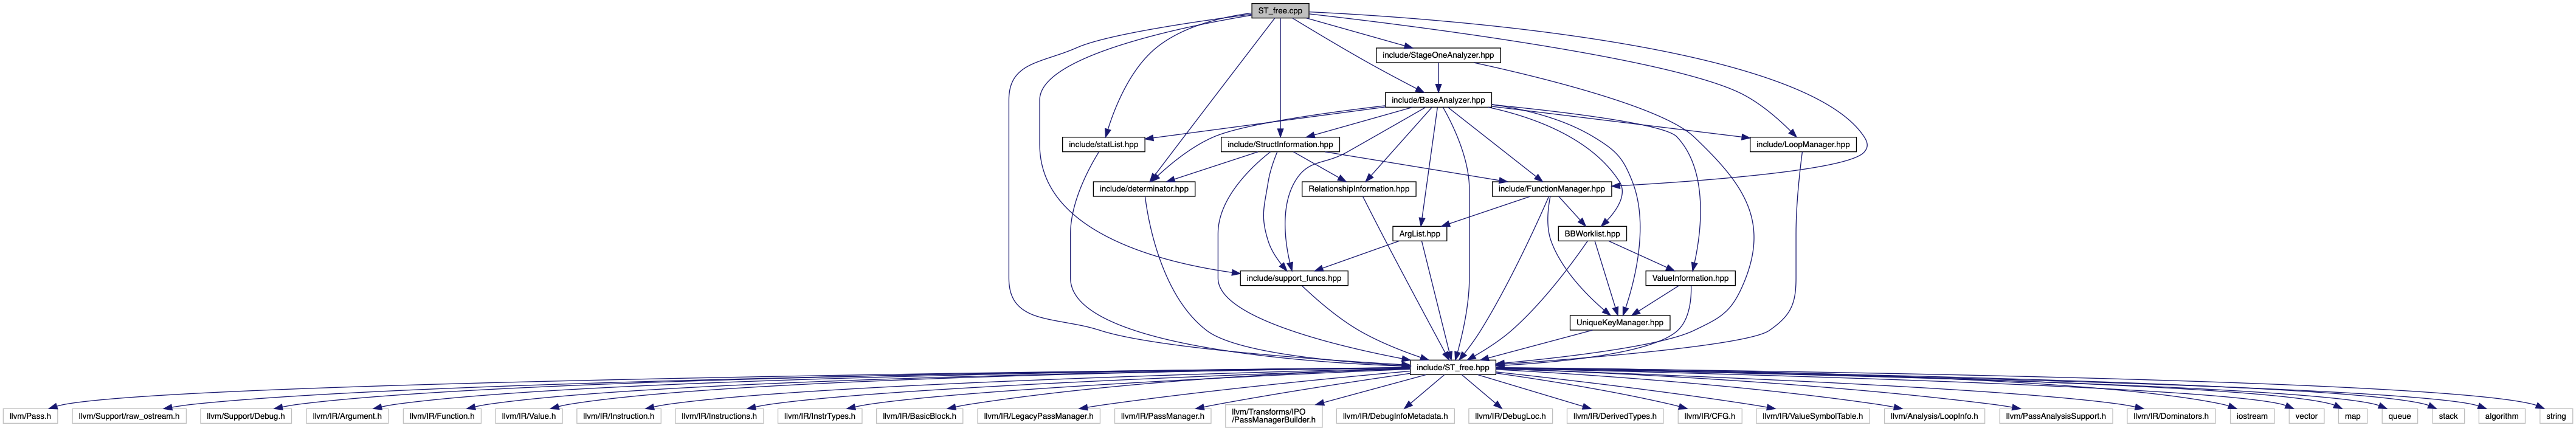 ST_free.cpp
include/StageOneAnalyzer.hpp
include/BaseAnalyzer.hpp
include/statList.hpp
include/StructInformation.hpp
include/LoopManager.hpp
include/determinator.hpp
RelationshipInformation.hpp
include/FunctionManager.hpp
ArgList.hpp
BBWorklist.hpp
include/support_funcs.hpp
ValueInformation.hpp
UniqueKeyManager.hpp
include/ST_free.hpp
llvm/Pass.h
llvm/Support/raw_ostream.h
llvm/Support/Debug.h
llvm/IR/Argument.h
llvm/IR/Function.h
llvm/IR/Value.h
llvm/IR/Instruction.h
llvm/IR/Instructions.h
llvm/IR/InstrTypes.h
llvm/IR/BasicBlock.h
llvm/IR/LegacyPassManager.h
llvm/IR/PassManager.h
llvm/Transforms/IPO
/PassManagerBuilder.h
llvm/IR/DebugInfoMetadata.h
llvm/IR/DebugLoc.h
llvm/IR/DerivedTypes.h
llvm/IR/CFG.h
llvm/IR/ValueSymbolTable.h
llvm/Analysis/LoopInfo.h
llvm/PassAnalysisSupport.h
llvm/IR/Dominators.h
iostream
vector
map
queue
stack
algorithm
string